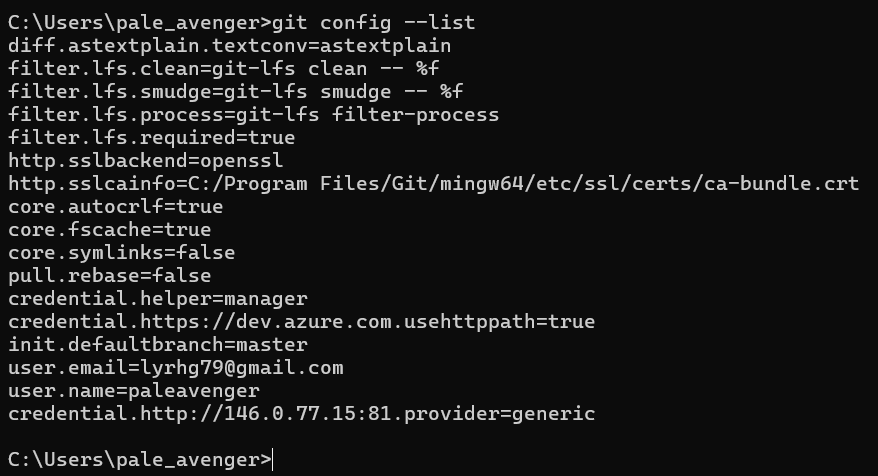 C:\Users\pale_avenger>git config --list
diff.astextplain.textconv=astextplain
filter.lfs.clean=git-lfs clean -- %f
filter.lfs.smudge=git-lfs smudge -- %f
filter.lfs.process=git-lfs filter-process
filter.lfs.required=true
http.sslbackend=openssl
http.sslcainfo=C:/Program Files/Git/mingw64/etc/ssl/certs/ca-bundle.crt
core.autocrlf=true
core.fscache=true
core.symlinks=false
pull.rebase=false
credential.helper=manager
credential.https://dev.azure.com.usehttppath=true
init.defaultbranch=master
user.email=lyrhg79@gmail.com
user.name=paleavenger
credential.http://146.0.77.15:81.provider=generic
C:\Users\pale_avenger>